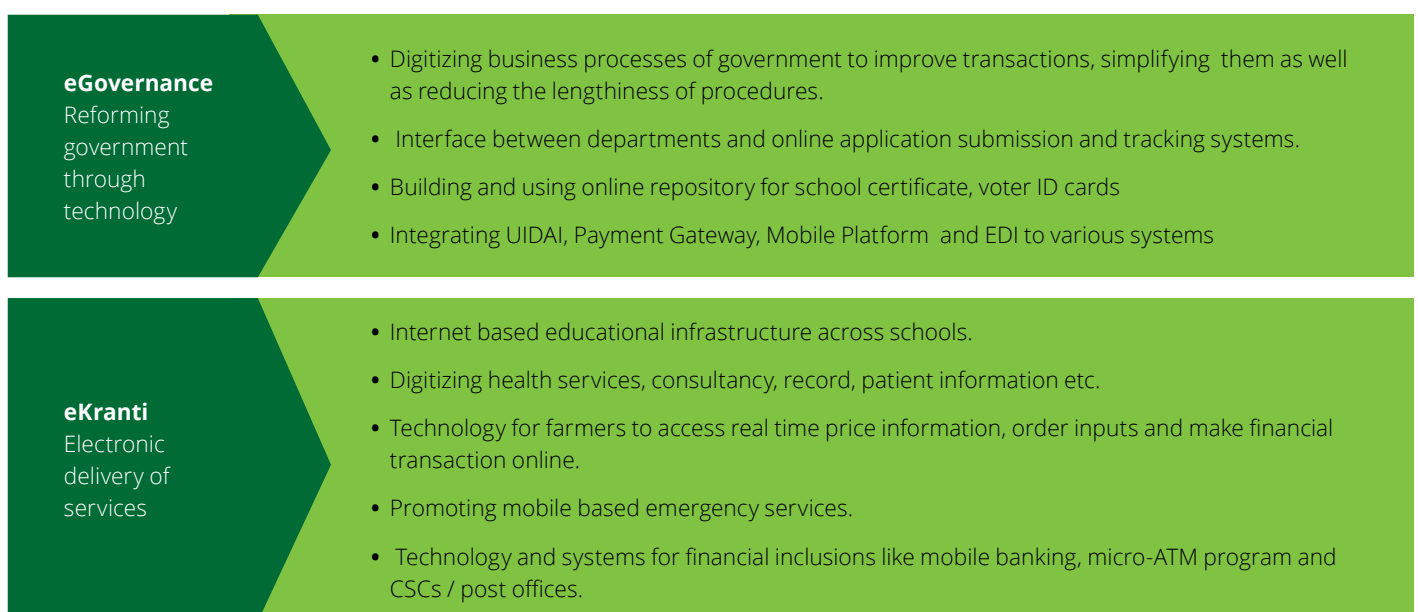 eGovernance
Reforming
government
through
technology
• Digitizing business processes of government to improve transactions, simplifying them as well
as reducing the lengthiness of procedures.
• Interface between departments and online application submission and tracking systems.
• Building and using online repository for school certificate, voter ID cards
• Integrating UIDAI, Payment Gateway, Mobile Platform and EDI to various systems
eKranti
Electronic
delivery of
services
• Internet based educational infrastructure across schools.
• Digitizing health services, consultancy, record, patient information etc.
• Technology for farmers to access real time price information, order inputs and make financial
transaction online.
• Promoting mobile based emergency services.
• Technology and systems for financial inclusions like mobile banking, micro-ATM program and
CSCs / post offices.